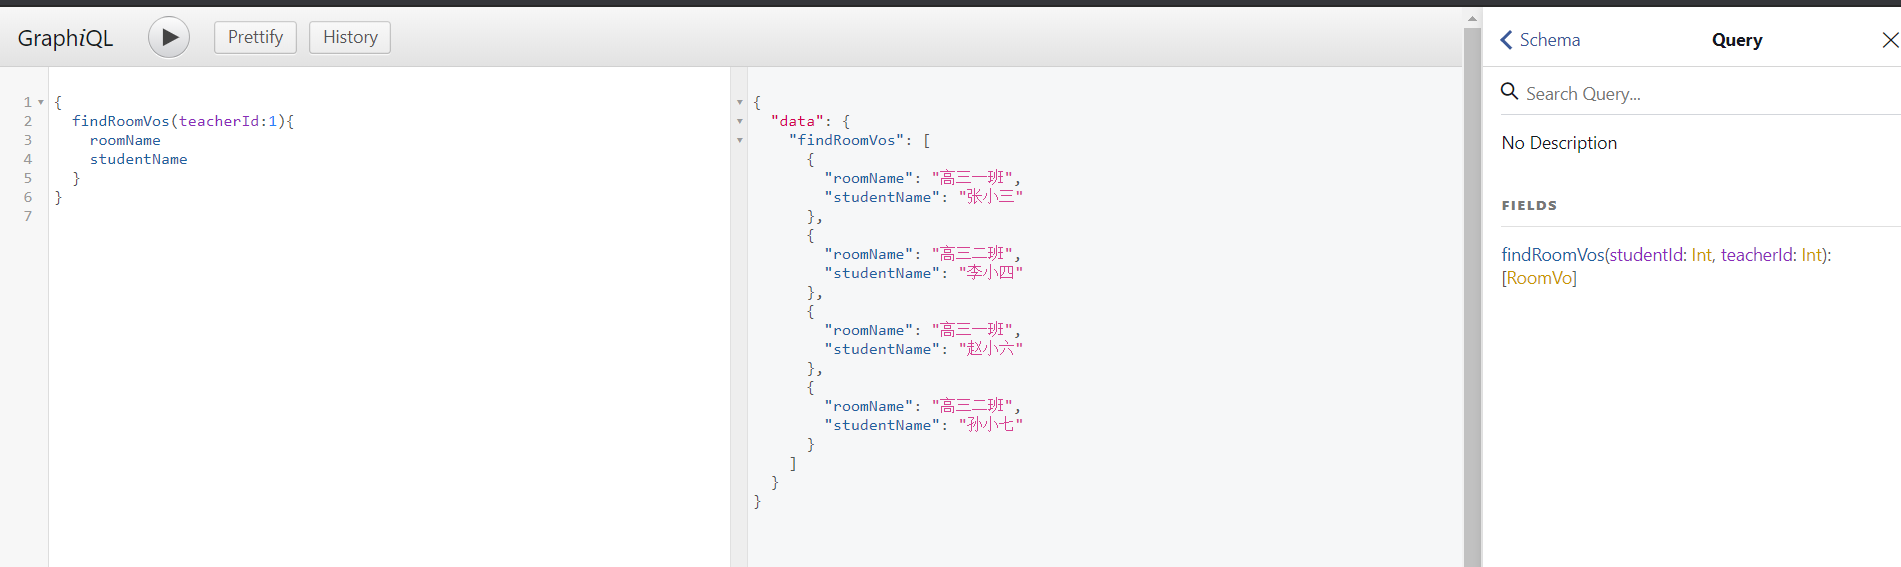 GraphiQL
Prettify
History
1 {
2 findRoomVos(teacherId:1){
3 roomName
4 studentName
5 }
6 }
7
{
"data": {
"findRoomVos": [
{
"roomName": "高三一班",
"studentName": "张小三"
},
{
"roomName": "高三二班",
"studentName": "李小四"
},
{
"roomName": "高三一班",
"studentName": "赵小六"
},
{
"roomName": "高三二班",
"studentName": "孙小七"
}
]
}
}
Schema
Query
Search Query...
No Description
FIELDS
findRoomVos(studentId: Int, teacherId: Int):
[RoomVo]